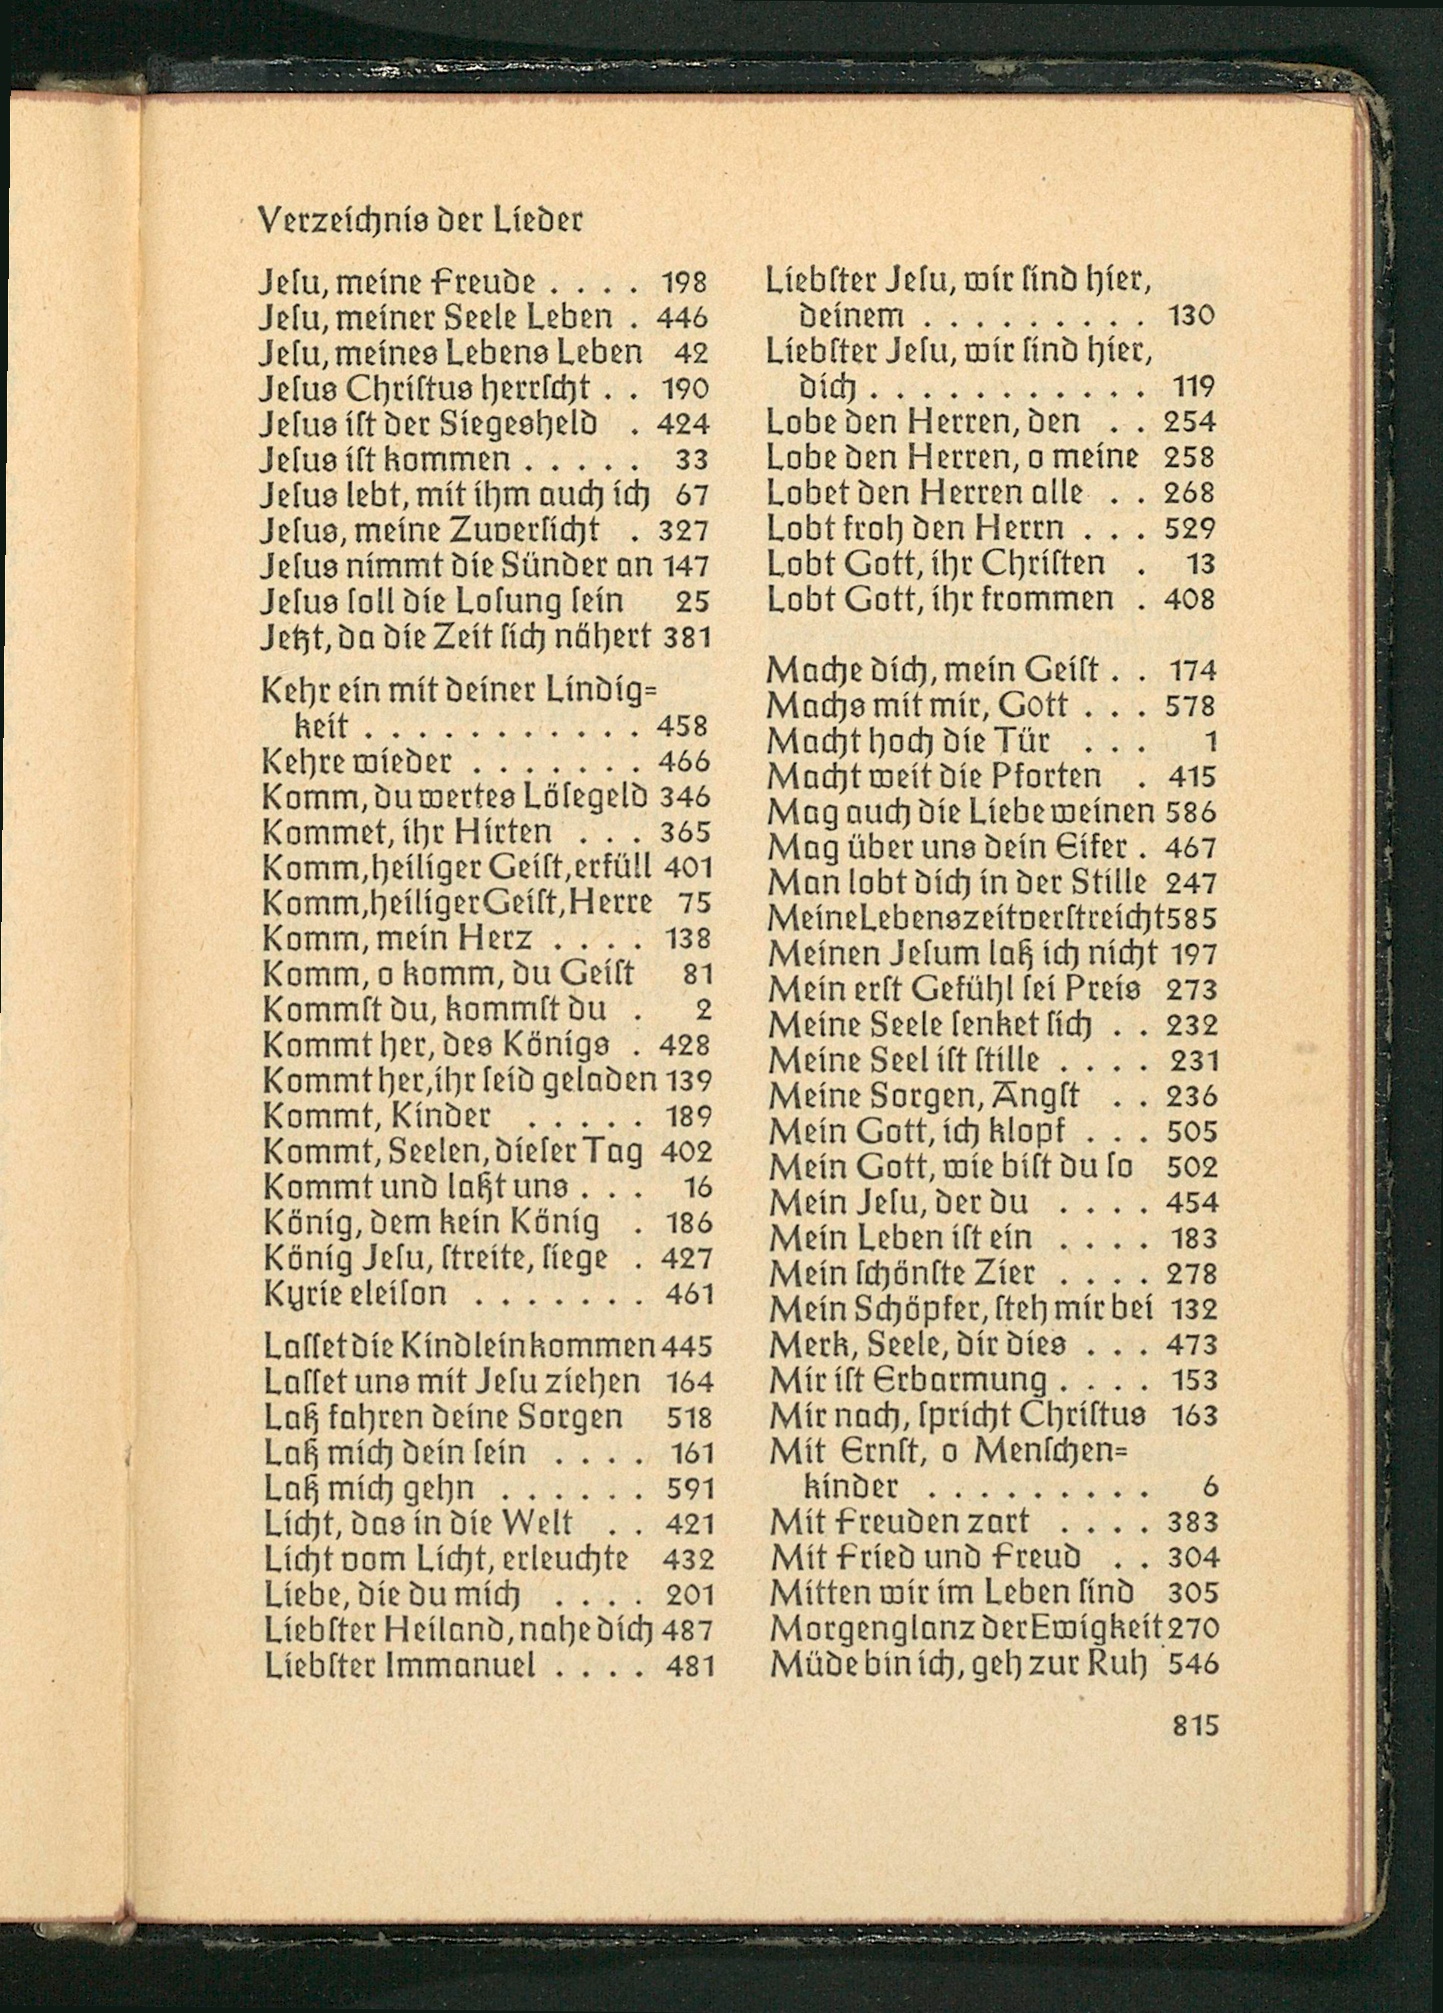 Verzeichnis der Lieder
Jeſu, meine Freude . . . . 198
Jeſu, meiner Seele Leben . 446
Jeſu, meines Lebens Leben 42
Jeſus Chriſtus herrſcht . . 190
Jeſus iſt der Siegesheld . 424
Jeſus iſt kommen . . . . . 33
Jeſus lebt, mit ihm auch ich 67
Jeſus, meine Zuverſicht . 327
Jeſus nimmt die Sünder an 147
Jeſus ſoll die Loſung ſein 25
Jetzt, da die Zeit ſich nähert 381
Kehr ein mit deiner Lindig=
keit . . . . . . . . . . . 458
Kehre wieder . . . . . . . 466
Komm, du wertes Löſegeld 346
Kommet, ihr Hirten . . . 365
Komm, heiliger Geiſt, erfüll 401
Komm, heiliger Geiſt, Herre 75
Komm, mein Herz . . . . 138
Komm, o komm, du Geiſt 81
Kommſt du, kommſt du . 2
Kommt her, des Königs . 428
Kommt her, ihr ſeid geladen 139
Kommt, Kinder . . . . . 189
Kommt, Seelen, dieſer Tag 402
Kommt und laßt uns . . . 16
König, dem kein König . 186
König Jeſu, ſtreite, ſiege . 427
Kyrie eleiſon . . . . . . . 461
Laſſet die Kindlein kommen 445
Laſſet uns mit Jeſu ziehen 164
Laß fahren deine Sorgen 518
Laß mich dein ſein . . . . 161
Laß mich gehn . . . . . . 591
Licht, das in die Welt . . 421
Licht vom Licht, erleuchte 432
Liebe, die du mich . . . . 201
Liebſter Heiland, nahe dich 487
Liebſter Immanuel . . . . 481
Liebſter Jeſu, wir ſind hier,
deinem . . . . . . . . . 130
Liebſter Jeſu, wir ſind hier,
dich . . . . . . . . . . . 119
Lobe den Herren, den . . 254
Lobe den Herren, o meine 258
Lobet den Herren alle . . 268
Lobt froh den Herrn . . . 529
Lobt Gott, ihr Chriſten . 13
Lobt Gott, ihr frommen . 408
Mache dich, mein Geiſt . . 174
Machs mit mir, Gott . . . 578
Macht hoch die Tür . . . 1
Macht weit die Pforten . 415
Mag auch die Liebe weinen 586
Mag über uns dein Eifer . 467
Man lobt dich in der Stille 247
Meine Lebenszeit verſtreicht 585
Meinen Jeſum laß ich nicht 197
Mein erſt Gefühl ſei Preis 273
Meine Seele ſenket ſich . . 232
Meine Seel iſt ſtille . . . . 231
Meine Sorgen, Angſt . . 236
Mein Gott, ich klopf . . . 505
Mein Gott, wie biſt du ſo 502
Mein Jeſu, der du . . . . 454
Mein Leben iſt ein . . . . 183
Mein ſchönſte Zier . . . . 278
Mein Schöpfer, ſteh mir bei 132
Merk, Seele, dir dies . . . 473
Mir iſt Erbarmung . . . . 153
Mir nach, ſpricht Chriſtus 163
Mit Ernſt, o Menſchen=
kinder . . . . . . . . . 6
Mit Freuden zart . . . . 383
Mit Fried und Freud . . 304
Mitten wir im Leben ſind 305
Morgenglanz der Ewigkeit 270
Müde bin ich, geh zur Ruh 546
815